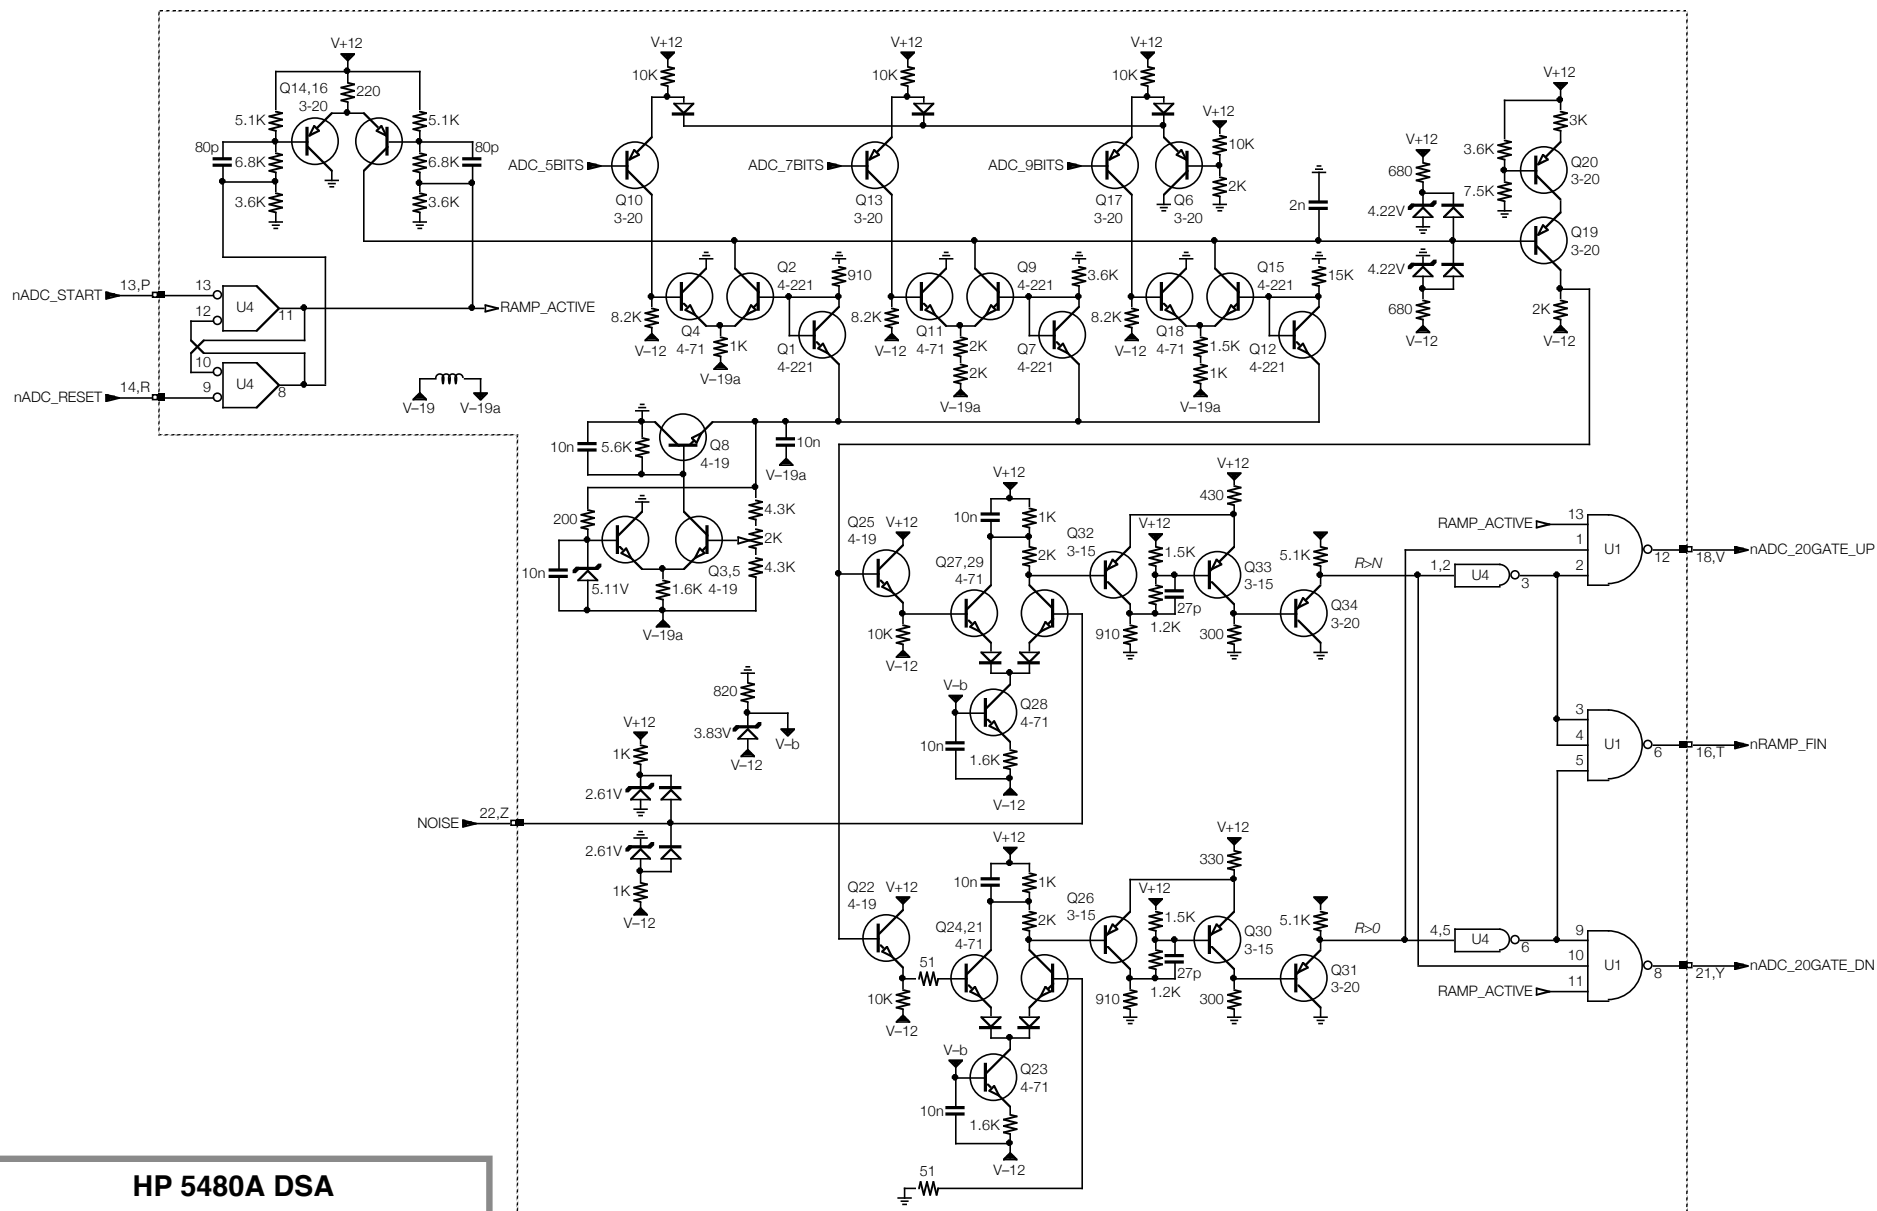 V+12
Q14,16
3-20
220
5.1K
5.1K
80p
6.8K
6.8K
80p
3.6K
3.6K
V+12
10K
ADC_5BITS
Q10
3-20
V+12
10K
ADC_7BITS
Q13
3-20
V+12
10K
ADC_9BITS
Q17
3-20
Q6
3-20
V+12
10K
2K
2n
V+12
680
4.22V
4.22V
680
V-12
V+12
3K
3.6K
7.5K
Q20
3-20
Q19
3-20
2K
V-12
nADC_START
13,P
13
12
U4
11
RAMP_ACTIVE
10
9
U4
8
nADC_RESET
14,R
V-19
V-19a
8.2K
V-12
Q4
4-71
1K
V-19a
Q2
4-221
910
Q1
4-221
8.2K
V-12
Q11
4-71
2K
2K
V-19a
Q9
4-221
3.6K
Q7
4-221
8.2K
V-12
Q18
4-71
1.5K
1K
V-19a
Q15
4-221
15K
Q12
4-221
10n
5.6K
Q8
4-19
10n
V-19a
200
4.3K
2K
4.3K
10n
5.11V
1.6K
Q3,5
4-19
V-19a
Q25
4-19
V+12
10K
V-12
V+12
10n
1K
2K
Q27,29
4-71
V-b
Q28
4-71
10n
1.6K
V-12
Q32
3-15
V+12
1.5K
27p
1.2K
910
V+12
430
Q33
3-15
300
5.1K
Q34
3-20
R>N
1,2
U4
3
RAMP_ACTIVE
13
1
2
U1
12
18,V
nADC_20GATE_UP
820
3.83V
V-b
V-12
V+12
1K
2.61V
NOISE
22,Z
2.61V
1K
V-12
3
4
5
U1
6
16,T
nRAMP_FIN
Q22
4-19
V+12
10K
V-12
51
V+12
10n
1K
2K
Q24,21
4-71
V-b
Q23
4-71
10n
1.6K
V-12
51
Q26
3-15
V+12
1.5K
27p
1.2K
910
V+12
330
Q30
3-15
300
5.1K
Q31
3-20
R>0
4,5
U4
6
9
10
11
U1
8
RAMP_ACTIVE
21,Y
nADC_20GATE_DN
HP 5480A DSA